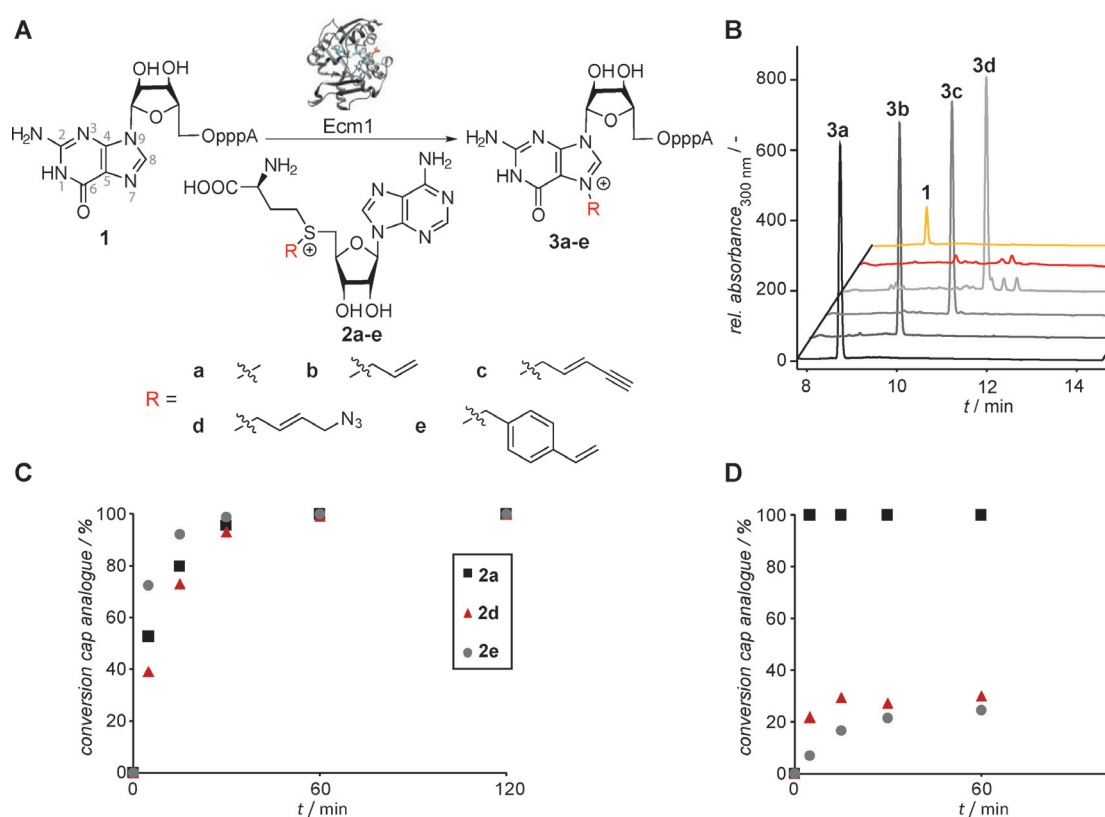 A
OH OH
O
H₂N 2 N 3 4 N 9 OpppA
HN 1 6 5 N 7 8
O
1
Ecm1
NH₂
HOOC
S ⊕
R
NH₂
N N
N N
O
OH OH
2a-e
OH OH
O
H₂N N N OpppA
HN N ⊕
O R
3a-e
R =
a b c
d N₃ e
B
rel. absorbance 300 nm / -
800
600
400
200
0
3a 3b 1 3c 3d
8 10 12 14
t / min
C
conversion cap analogue / %
100
80
60
40
20
0
0 60 120
t / min
2a
2d
2e
D
conversion cap analogue / %
100
80
60
40
20
0
0 60
t / min